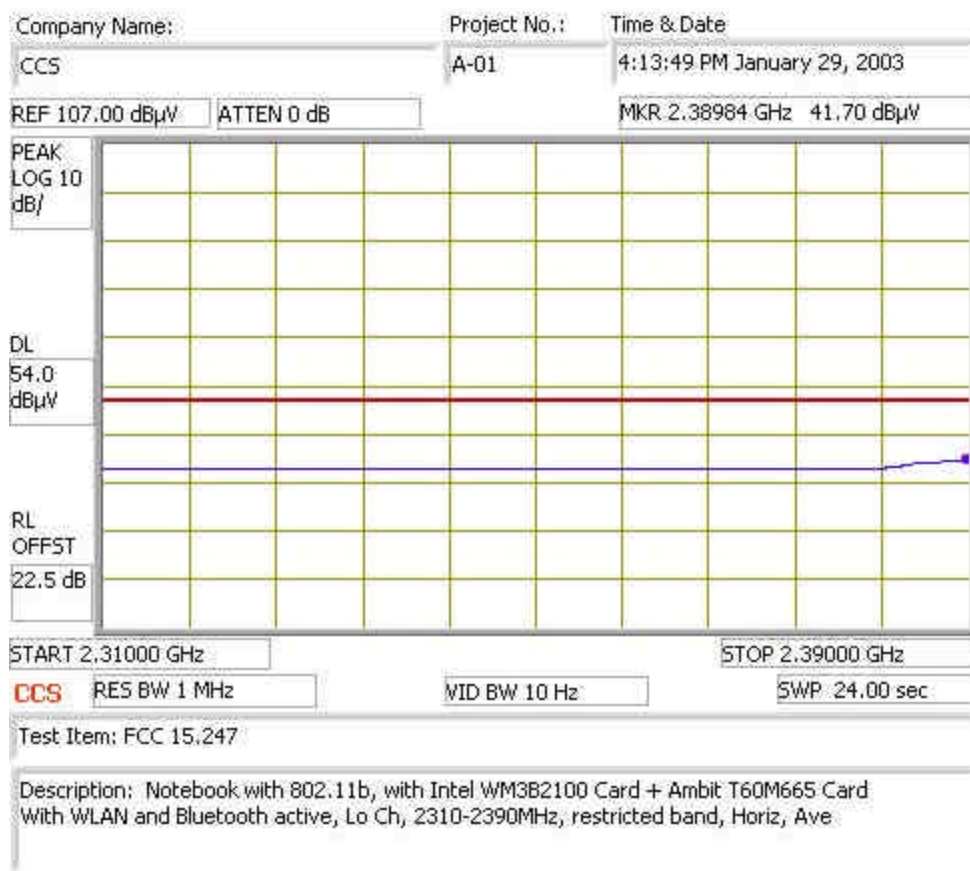 Company Name: Project No.: Time & Date
CCS A-01 4:13:49 PM January 29, 2003
REF 107.00 dBµV ATTEN 0 dB MKR 2.38984 GHz 41.70 dBµV
PEAK
LOG 10
dB/
DL
54.0
dBµV
RL
OFFST
22.5 dB
START 2.31000 GHz STOP 2.39000 GHz
CCS RES BW 1 MHz VID BW 10 Hz SWP 24.00 sec
Test Item: FCC 15.247
Description: Notebook with 802.11b, with Intel WM3B2100 Card + Ambit T60M665 Card
With WLAN and Bluetooth active, Lo Ch, 2310-2390MHz, restricted band, Horiz, Ave